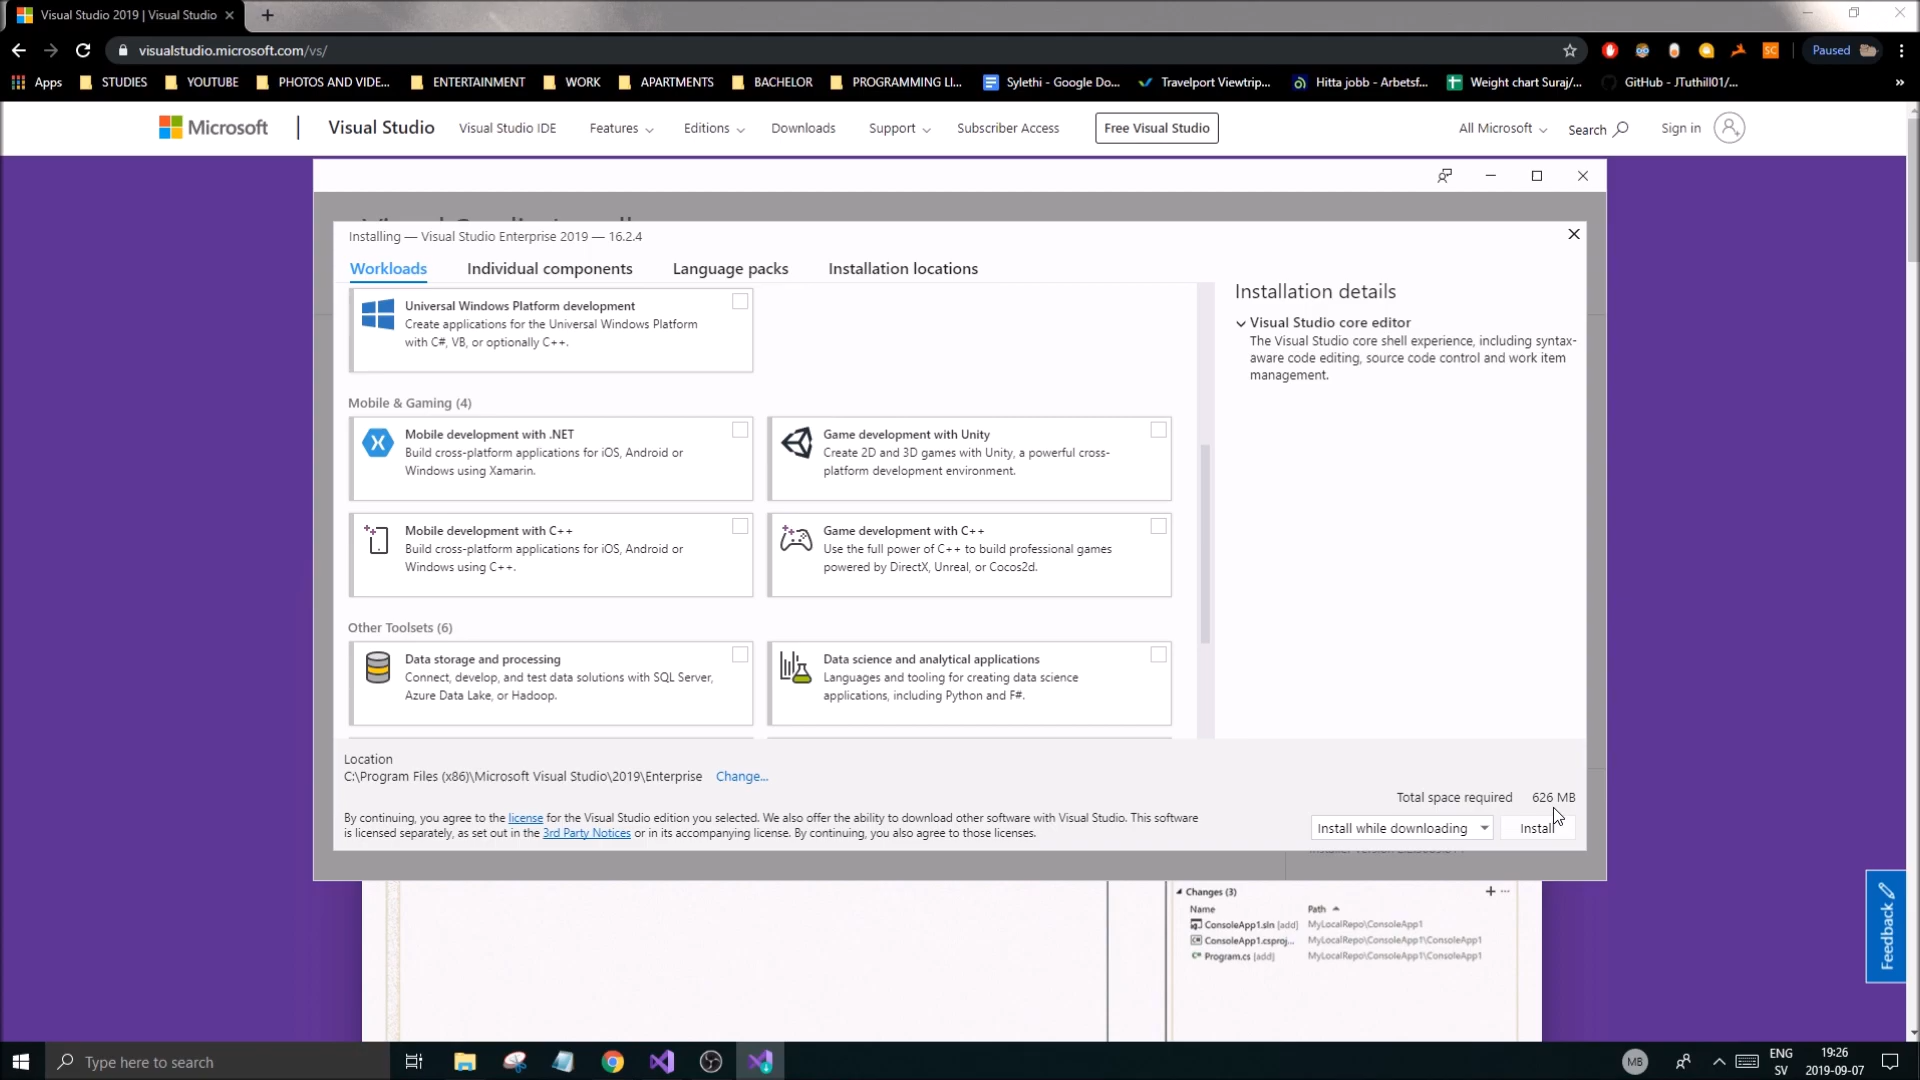 Visual Studio 2019 | Visual Studio
visualstudio.microsoft.com/vs/
Paused
Apps
STUDIES
YOUTUBE
PHOTOS AND VIDE...
ENTERTAINMENT
WORK
APARTMENTS
BACHELOR
PROGRAMMING LI...
Sylethi - Google Do...
Travelport Viewtrip...
Hitta jobb - Arbetsf...
Weight chart Suraj/...
GitHub - JTuthill01/...
Microsoft
Visual Studio
Visual Studio IDE
Features
Editions
Downloads
Support
Subscriber Access
Free Visual Studio
All Microsoft
Search
Sign in
Installing — Visual Studio Enterprise 2019 — 16.2.4
Workloads
Individual components
Language packs
Installation locations
Universal Windows Platform development
Create applications for the Universal Windows Platform
with C#, VB, or optionally C++.
Mobile & Gaming (4)
Mobile development with .NET
Build cross-platform applications for iOS, Android or
Windows using Xamarin.
Game development with Unity
Create 2D and 3D games with Unity, a powerful cross-
platform development environment.
Mobile development with C++
Build cross-platform applications for iOS, Android or
Windows using C++.
Game development with C++
Use the full power of C++ to build professional games
powered by DirectX, Unreal, or Cocos2d.
Other Toolsets (6)
Data storage and processing
Connect, develop, and test data solutions with SQL Server,
Azure Data Lake, or Hadoop.
Data science and analytical applications
Languages and tooling for creating data science
applications, including Python and F#.
Installation details
Visual Studio core editor
The Visual Studio core shell experience, including syntax-
aware code editing, source code control and work item
management.
Location
C:\Program Files (x86)\Microsoft Visual Studio\2019\Enterprise Change...
Total space required 626 MB
By continuing, you agree to the license for the Visual Studio edition you selected. We also offer the ability to download other software with Visual Studio. This software
is licensed separately, as set out in the 3rd Party Notices or in its accompanying license. By continuing, you also agree to those licenses.
Install while downloading
Install
Changes (3)
Name Path
ConsoleApp1.sln [add] MyLocalRepo\ConsoleApp1
ConsoleApp1.csproj... MyLocalRepo\ConsoleApp1\ConsoleApp1
C# Program.cs [add] MyLocalRepo\ConsoleApp1\ConsoleApp1
Feedback
Type here to search
MB
ENG
SV
19:26
2019-09-07